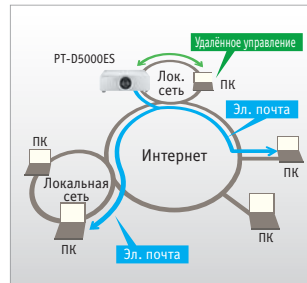 Удалённое управление
PT-D5000ES
Лок.
сеть
ПК
Эл. почта
Интернет
ПК
ПК
Локальная
сеть
ПК
ПК
Эл. почта